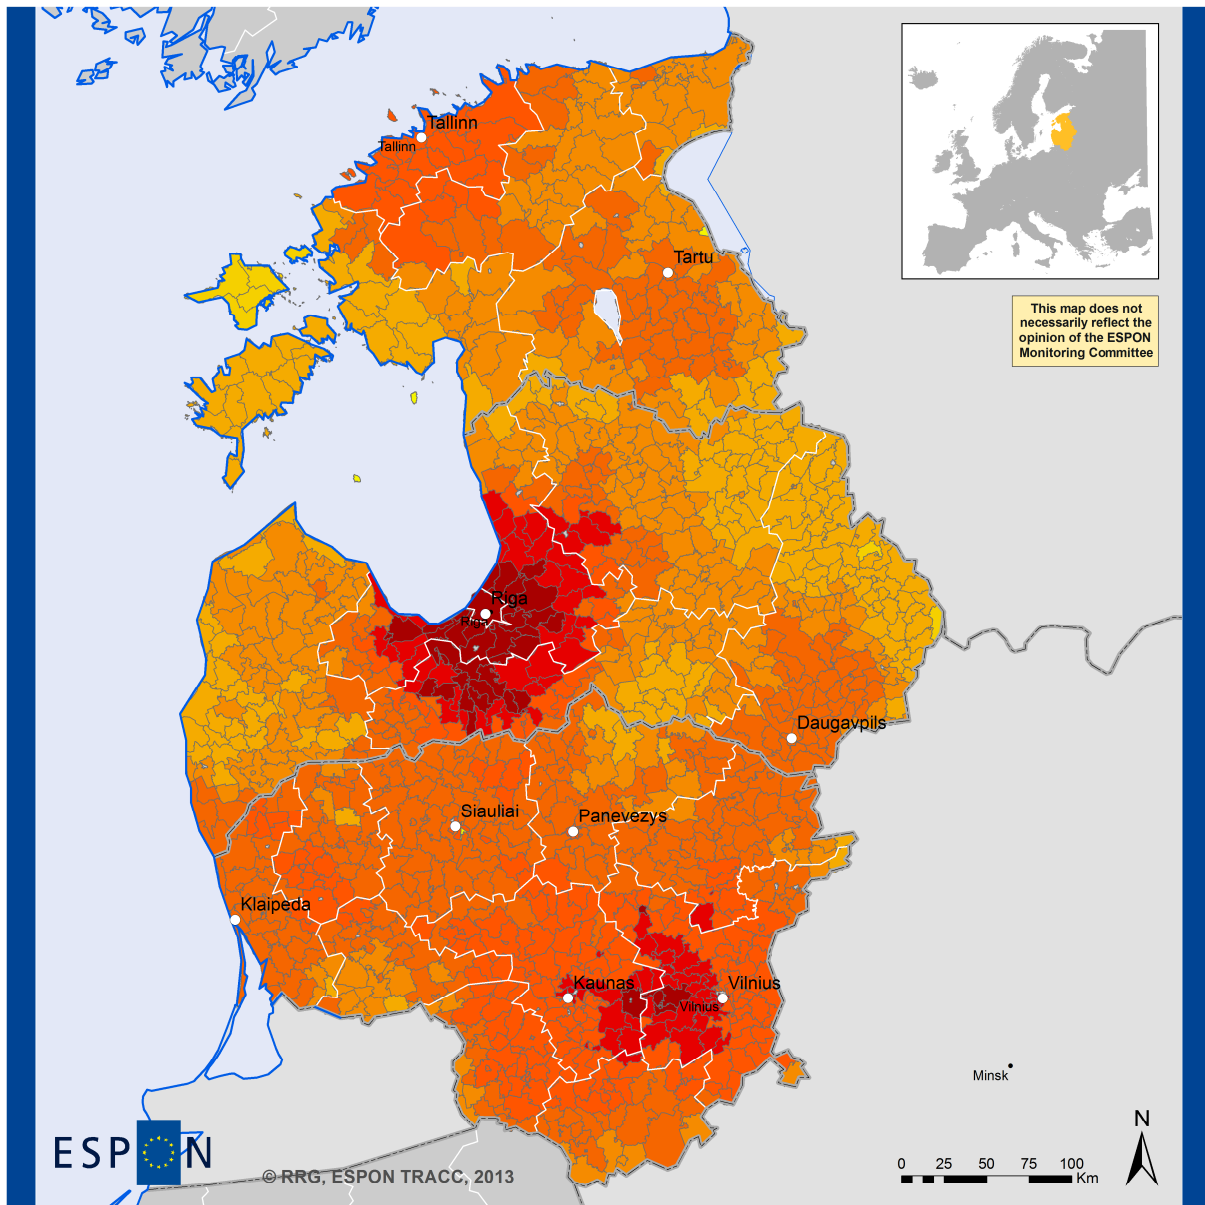 Tallinn
Tallinn
Tartu
This map does not
necessarily reflect the
opinion of the ESPON
Monitoring Committee
Riga
Riga
Daugavpils
Siauliai
Panevezys
Klaipeda
Kaunas
Vilnius
Vilnius
Minsk
N
ESPON
© RRG, ESPON TRACC, 2013
0 25 50 75 100
Km